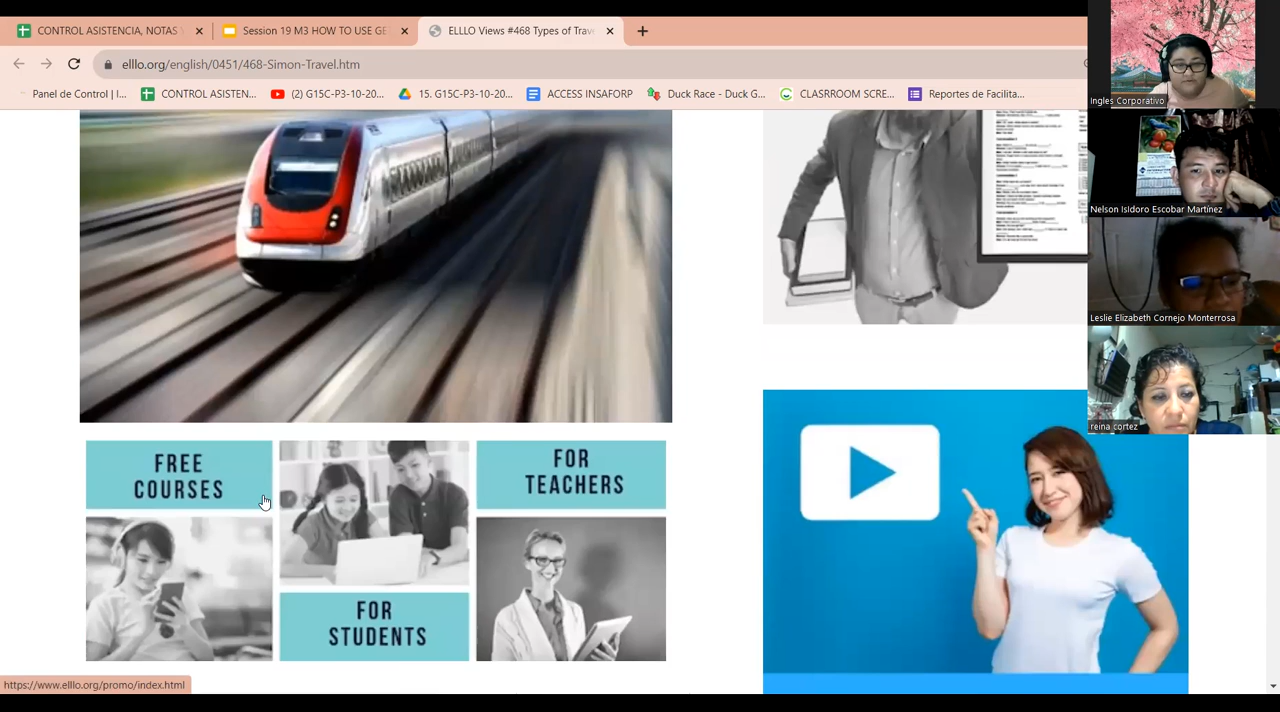 CONTROL ASISTENCIA, NOTAS
Session 19 M3 HOW TO USE GE
ELLLO Views #468 Types of Trav
elllo.org/english/0451/468-Simon-Travel.htm
Panel de Control | I...
CONTROL ASISTEN...
(2) G15C-P3-10-20...
15. G15C-P3-10-20...
ACCESS INSAFORP
Duck Race - Duck G...
CLASRROOM SCRE...
Reportes de Facilita...
Ingles Corporativo
Nelson Isidoro Escobar Martínez
Leslie Elizabeth Cornejo Monterrosa
reina cortez
FREE
COURSES
FOR
TEACHERS
FOR
STUDENTS
https://www.elllo.org/promo/index.html